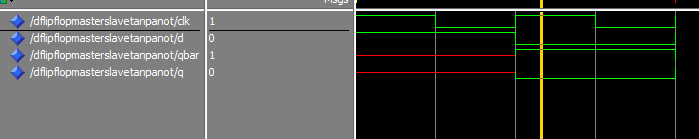 Msgs
/dflipflopmasterslavetanpanot/clk 1
/dflipflopmasterslavetanpanot/d 0
/dflipflopmasterslavetanpanot/qbar 1
/dflipflopmasterslavetanpanot/q 0